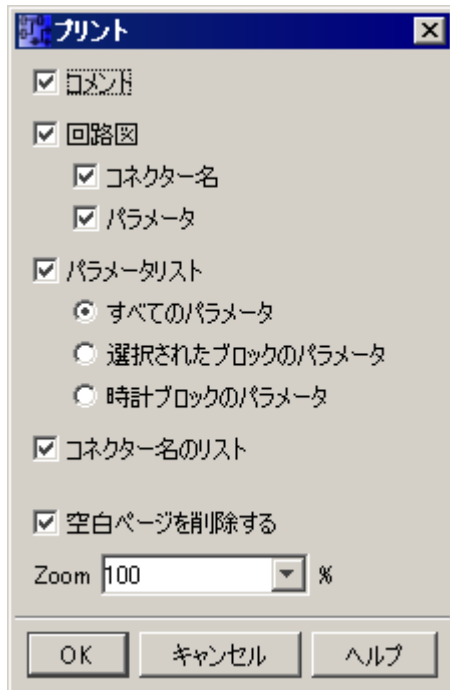 プリント
コメント
回路図
コネクター名
パラメータ
パラメータリスト
すべてのパラメータ
選択されたブロックのパラメータ
時計ブロックのパラメータ
コネクター名のリスト
空白ページを削除する
Zoom 100 %
OK キャンセル ヘルプ